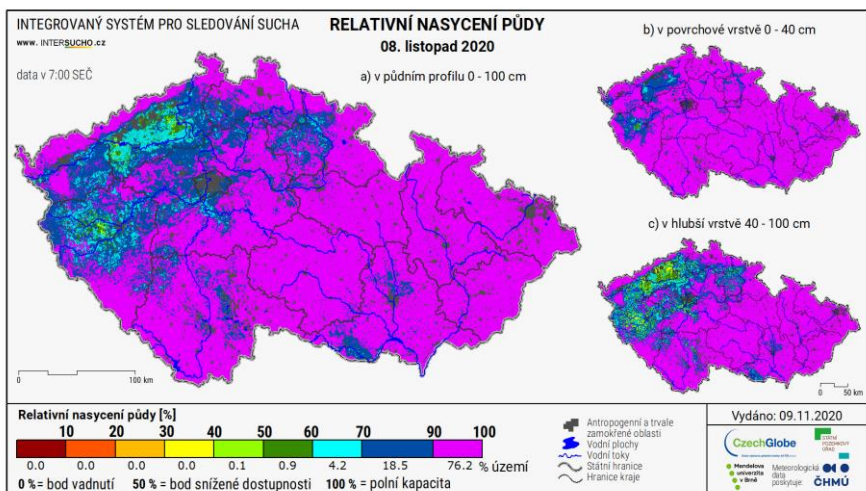 INTEGROVANÝ SYSTÉM PRO SLEDOVÁNÍ SUCHA
www. INTERSUCHO.cz
data v 7:00 SEČ
RELATIVNÍ NASYCENÍ PŮDY
08. listopad 2020
a) v půdním profilu 0 - 100 cm
b) v povrchové vrstvě 0 - 40 cm
c) v hlubší vrstvě 40 - 100 cm
0 100 km
0 50 km
Relativní nasycení půdy [%]
10 20 30 40 50 60 70 90 100
0.0 0.0 0.0 0.0 0.1 0.9 4.2 18.5 76.2 % území
0 % = bod vadnutí 50 % = bod snížené dostupnosti 100 % = polní kapacita
Antropogenní a trvale
zamokřené oblasti
Vodní plochy
Vodní toky
Státní hranice
Hranice kraje
Vydáno: 09.11.2020
CzechGlobe
STÁTNÍ
POZEMKOVÝ
ÚŘAD
Mendelova
univerzita
v Brně
Meteorologická
data
poskytuje:
ČHMÚ